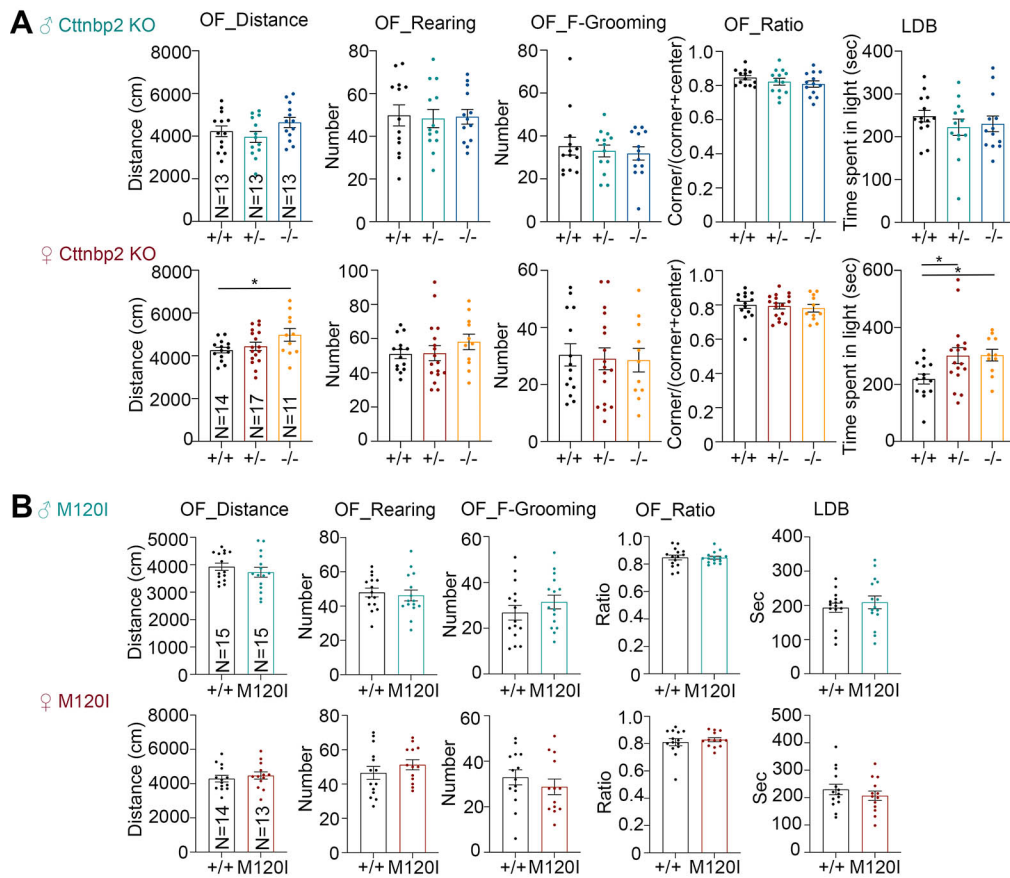 A
♂ Cttnbp2 KO
OF_Distance
OF_Rearing
OF_F-Grooming
OF_Ratio
LDB
Distance (cm)
8000
6000
4000
2000
0
N=13
N=13
N=13
+/+
+/-
-/-
Number
80
60
40
20
0
+/+
+/-
-/-
Number
80
60
40
20
0
+/+
+/-
-/-
Corner/(corner+center)
1.0
0.8
0.6
0.4
0.2
0
+/+
+/-
-/-
Time spent in light (sec)
400
300
200
100
0
+/+
+/-
-/-
♀ Cttnbp2 KO
Distance (cm)
8000
6000
4000
2000
0
*
N=14
N=17
N=11
+/+
+/-
-/-
Number
100
80
60
40
20
0
+/+
+/-
-/-
Number
60
40
20
0
+/+
+/-
-/-
Corner/(corner+center)
1.0
0.8
0.6
0.4
0.2
0
+/+
+/-
-/-
Time spent in light (sec)
600
400
200
0
*
*
+/+
+/-
-/-
B
♂ M120I
OF_Distance
OF_Rearing
OF_F-Grooming
OF_Ratio
LDB
Distance (cm)
5000
4000
3000
2000
1000
0
N=15
N=15
+/+ M120I
Number
80
60
40
20
0
+/+ M120I
Number
60
40
20
0
+/+ M120I
Ratio
1.0
0.8
0.6
0.4
0.2
0
+/+ M120I
Sec
400
300
200
100
0
+/+ M120I
♀ M120I
Distance (cm)
8000
6000
4000
2000
0
N=14
N=13
+/+ M120I
Number
80
60
40
20
0
+/+ M120I
Number
60
40
20
0
+/+ M120I
Ratio
1.0
0.8
0.6
0.4
0.2
0
+/+ M120I
Sec
500
400
300
200
100
0
+/+ M120I